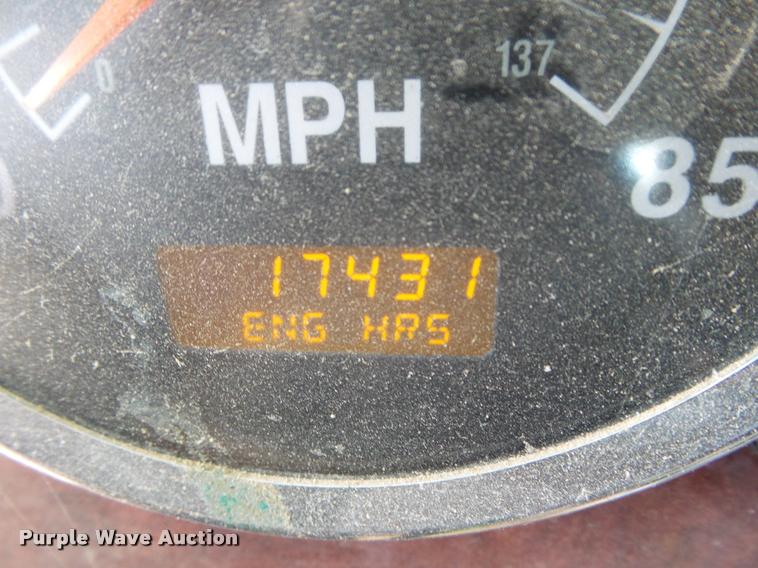 0
137
MPH
85
17431
ENG HRS
Purple Wave Auction